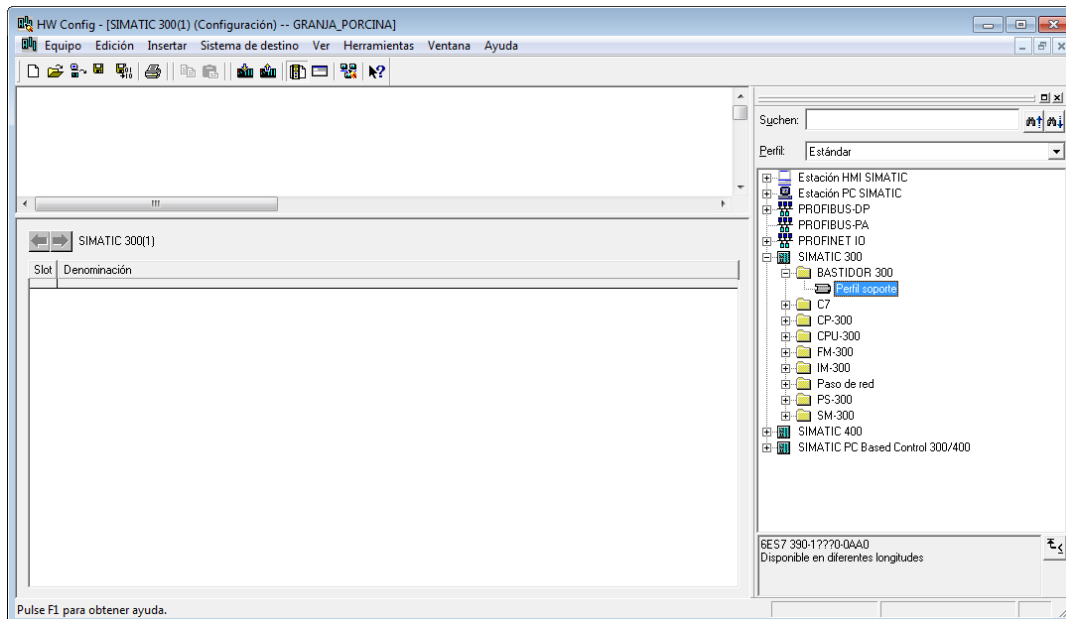 HW Config - [SIMATIC 300(1) (Configuración) -- GRANJA_PORCINA]
Equipo Edición Insertar Sistema de destino Ver Herramientas Ventana Ayuda
Suchen:
Perfil: Estándar
Estación HMI SIMATIC
Estación PC SIMATIC
PROFIBUS-DP
PROFIBUS-PA
PROFINET IO
SIMATIC 300
BASTIDOR 300
Perfil soporte
C7
CP-300
CPU-300
FM-300
IM-300
Paso de red
PS-300
SM-300
SIMATIC 400
SIMATIC PC Based Control 300/400
SIMATIC 300(1)
Slot Denominación
6ES7 390-1???0-0AA0
Disponible en diferentes longitudes
Pulse F1 para obtener ayuda.